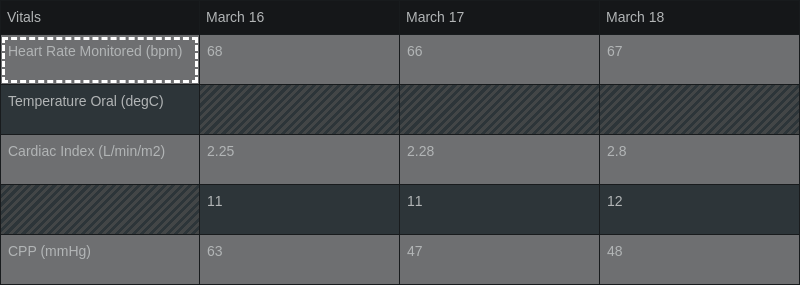 Vitals March 16 March 17 March 18
Heart Rate Monitored (bpm) 68 66 67
Temperature Oral (degC)
Cardiac Index (L/min/m2) 2.25 2.28 2.8
11 11 12
CPP (mmHg) 63 47 48